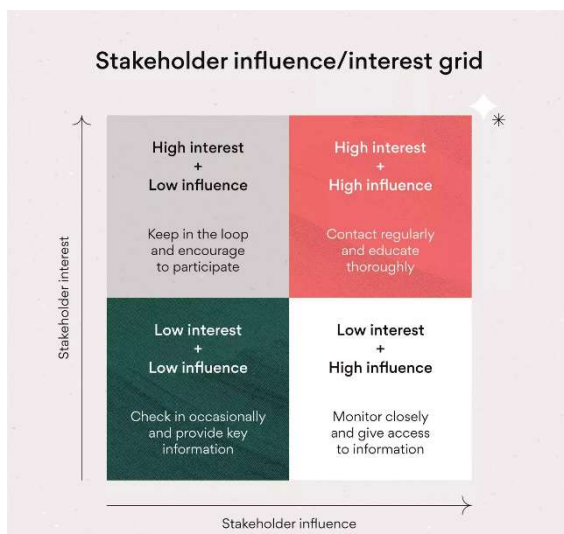 Stakeholder influence/interest grid
High interest
+
Low influence
Keep in the loop
and encourage
to participate
High interest
+
High influence
Contact regularly
and educate
thoroughly
Low interest
+
Low influence
Check in occasionally
and provide key
information
Low interest
+
High influence
Monitor closely
and give access
to information
Stakeholder interest
Stakeholder influence